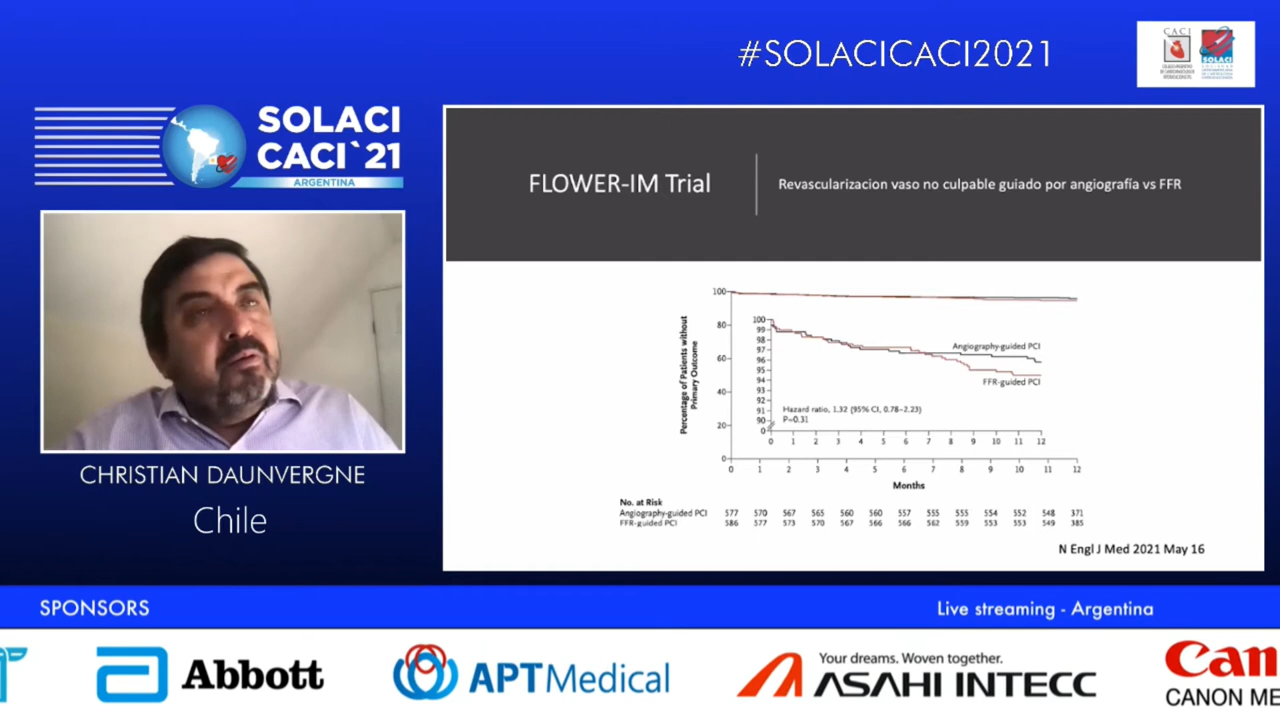 #SOLACICACI2021
CACI
SOLACI
SOLACI
CACI`21
ARGENTINA
CHRISTIAN DAUNVERGNE
Chile
FLOWER-IM Trial
Revascularizacion vaso no culpable guiado por angiografía vs FFR
Percentage of Patients without
Primary Outcome
100
80
60
40
20
0
100
99
98
97
96
95
94
93
92
91
90
0
Angiography-guided PCI
FFR-guided PCI
Hazard ratio, 1.32 (95% CI, 0.78–2.23)
P=0.31
0 1 2 3 4 5 6 7 8 9 10 11 12
0 1 2 3 4 5 6 7 8 9 10 11 12
Months
No. at Risk
Angiography-guided PCI 577 570 567 565 560 560 557 555 555 554 552 548 371
FFR-guided PCI 586 577 573 570 567 566 566 562 559 553 553 549 385
N Engl J Med 2021 May 16
SPONSORS
Live streaming - Argentina
Abbott
APTMedical
Your dreams. Woven together.
ASAHI INTECC
Can
CANON ME